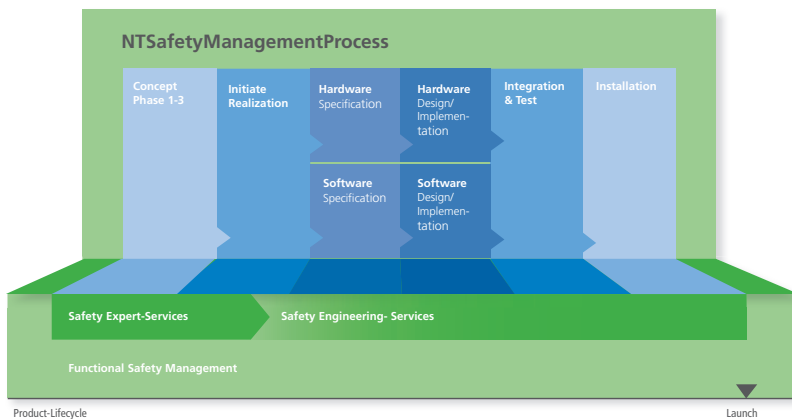 NTSafetyManagementProcess
Concept
Phase 1-3
Initiate
Realization
Hardware
Specification
Hardware
Design/
Implemen-
tation
Integration
& Test
Installation
Software
Specification
Software
Design/
Implemen-
tation
Safety Expert-Services
Safety Engineering- Services
Functional Safety Management
Product-Lifecycle
Launch